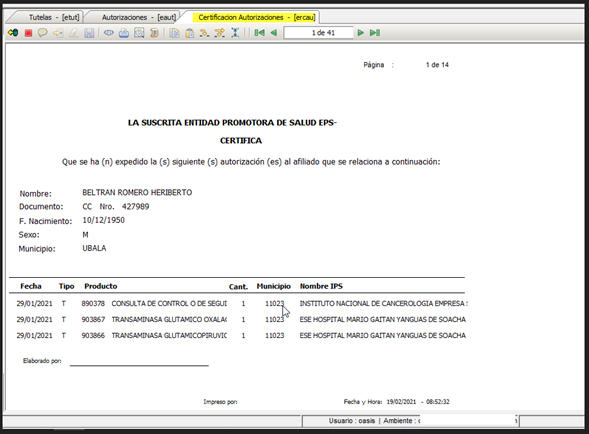 Tutelas - [etut] Autorizaciones - [eaut] Certificacion Autorizaciones - [ercau]
1 de 41
Página : 1 de 14
LA SUSCRITA ENTIDAD PROMOTORA DE SALUD EPS-
CERTIFICA
Que se ha (n) expedido la (s) siguiente (s) autorización (es) al afiliado que se relaciona a continuación:
Nombre: BELTRAN ROMERO HERIBERTO
Documento: CC Nro. 427989
F. Nacimiento: 10/12/1950
Sexo: M
Municipio: UBALA
Fecha Tipo Producto Cant. Municipio Nombre IPS
29/01/2021 T 890378 CONSULTA DE CONTROL O DE SEGUI 1 11023 INSTITUTO NACIONAL DE CANCEROLOGIA EMPRESA
29/01/2021 T 903867 TRANSAMINASA GLUTAMICO OXALA 1 11023 ESE HOSPITAL MARIO GAITAN YANGUAS DE SOACHA
29/01/2021 T 903866 TRANSAMINASA GLUTAMICOPIRUVIC 1 11023 ESE HOSPITAL MARIO GAITAN YANGUAS DE SOACHA
Elaborado por:
Impreso por: Fecha y Hora: 19/02/2021 - 08:52:32
Usuario : oasis | Ambiente :